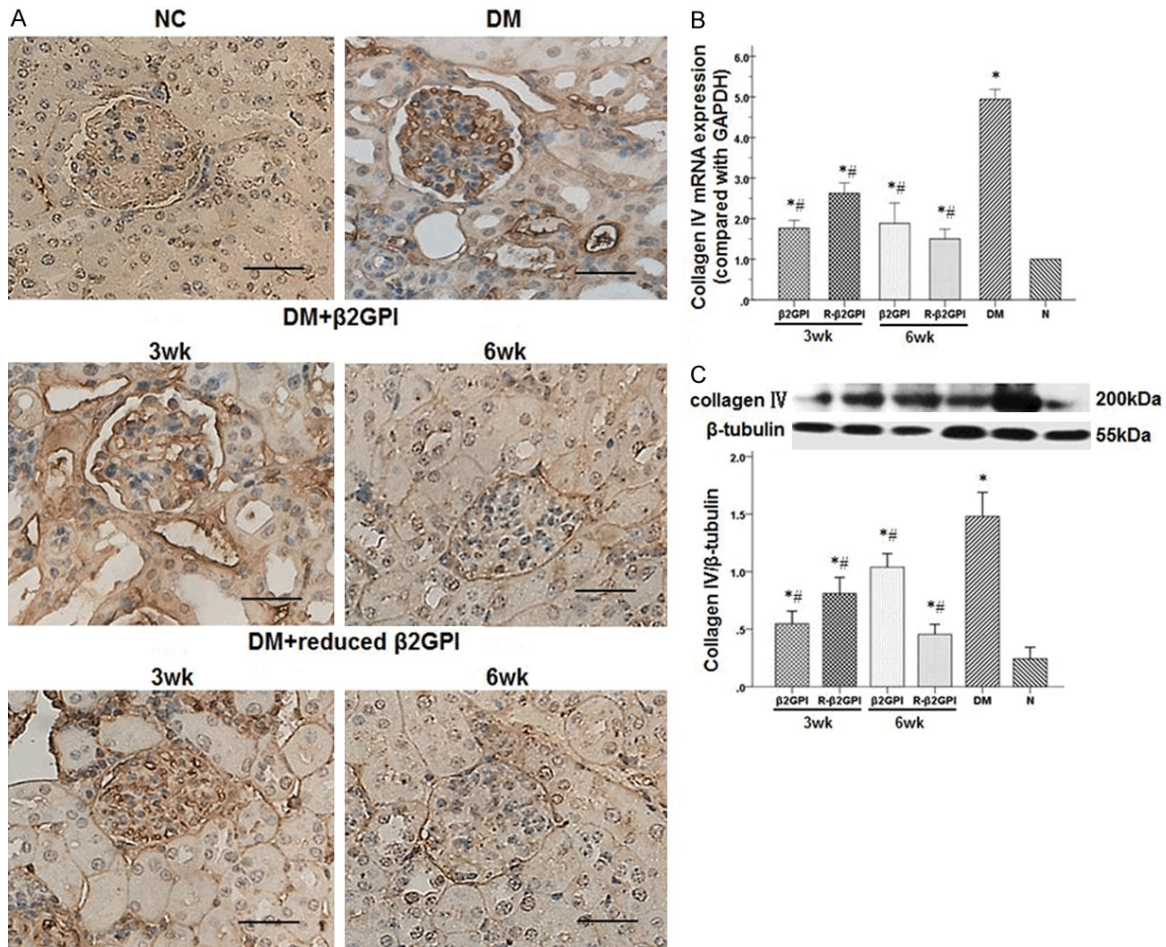 A
NC
DM
DM+β2GPI
3wk
6wk
DM+reduced β2GPI
3wk
6wk
B
Collagen IV mRNA expression
(compared with GAPDH)
6.0
5.0
4.0
3.0
2.0
1.0
.0
*#
*#
*#
*#
*
β2GPI
R-β2GPI
β2GPI
R-β2GPI
DM
N
3wk
6wk
C
collagen Ⅳ
200kDa
β-tubulin
55kDa
Collagen IV/β-tubulin
2.0
1.5
1.0
.5
.0
*#
*#
*#
*#
*
β2GPI
R-β2GPI
β2GPI
R-β2GPI
DM
N
3wk
6wk